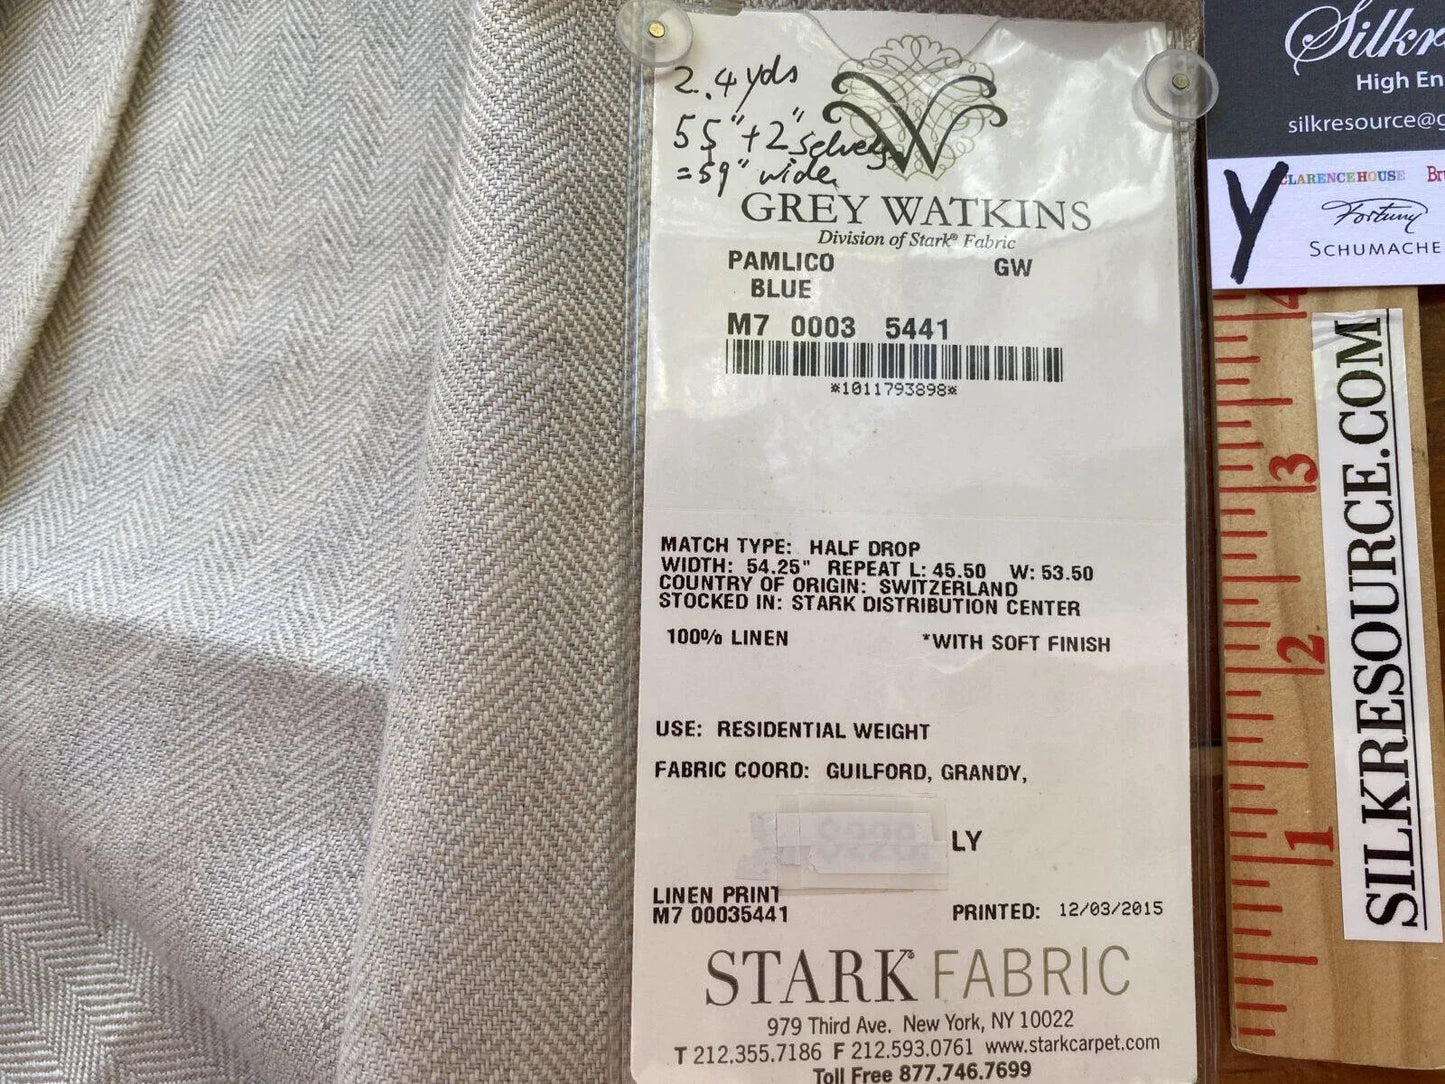 2.4 yds
55" + 2" selvedge
= 59" wide
GREY WATKINS
Division of Stark® Fabric
PAMLICO GW
BLUE
M7 0003 5441
*1011793898*
MATCH TYPE: HALF DROP
WIDTH: 54.25" REPEAT L: 45.50 W: 53.50
COUNTRY OF ORIGIN: SWITZERLAND
STOCKED IN: STARK DISTRIBUTION CENTER
100% LINEN *WITH SOFT FINISH
USE: RESIDENTIAL WEIGHT
FABRIC COORD: GUILFORD, GRANDY,
LY
LINEN PRINT
M7 00035441 PRINTED: 12/03/2015
STARK® FABRIC
979 Third Ave. New York, NY 10022
T 212.355.7186 F 212.593.0761 www.starkcarpet.com
Toll Free 877.746.7699
Silkr
High En
silkresource@g
Y
CLARENCE HOUSE Br
Fortuny
SCHUMACHE
4
3
2
1
SILKRESOURCE.COM